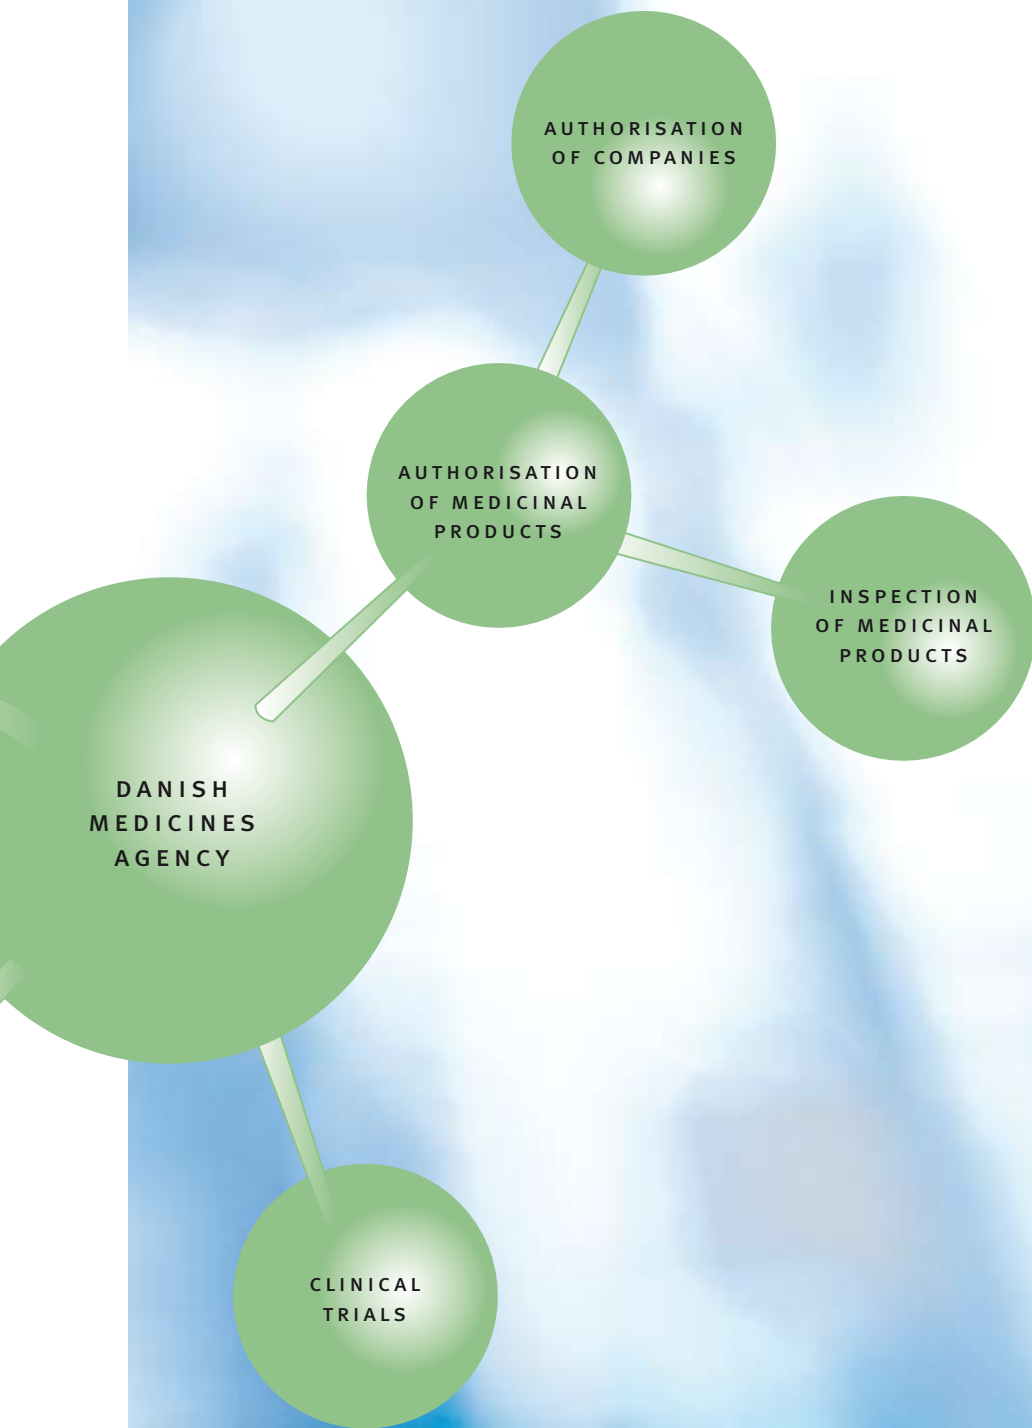 AUTHORISATION
OF COMPANIES
AUTHORISATION
OF MEDICINAL
PRODUCTS
INSPECTION
OF MEDICINAL
PRODUCTS
DANISH
MEDICINES
AGENCY
CLINICAL
TRIALS